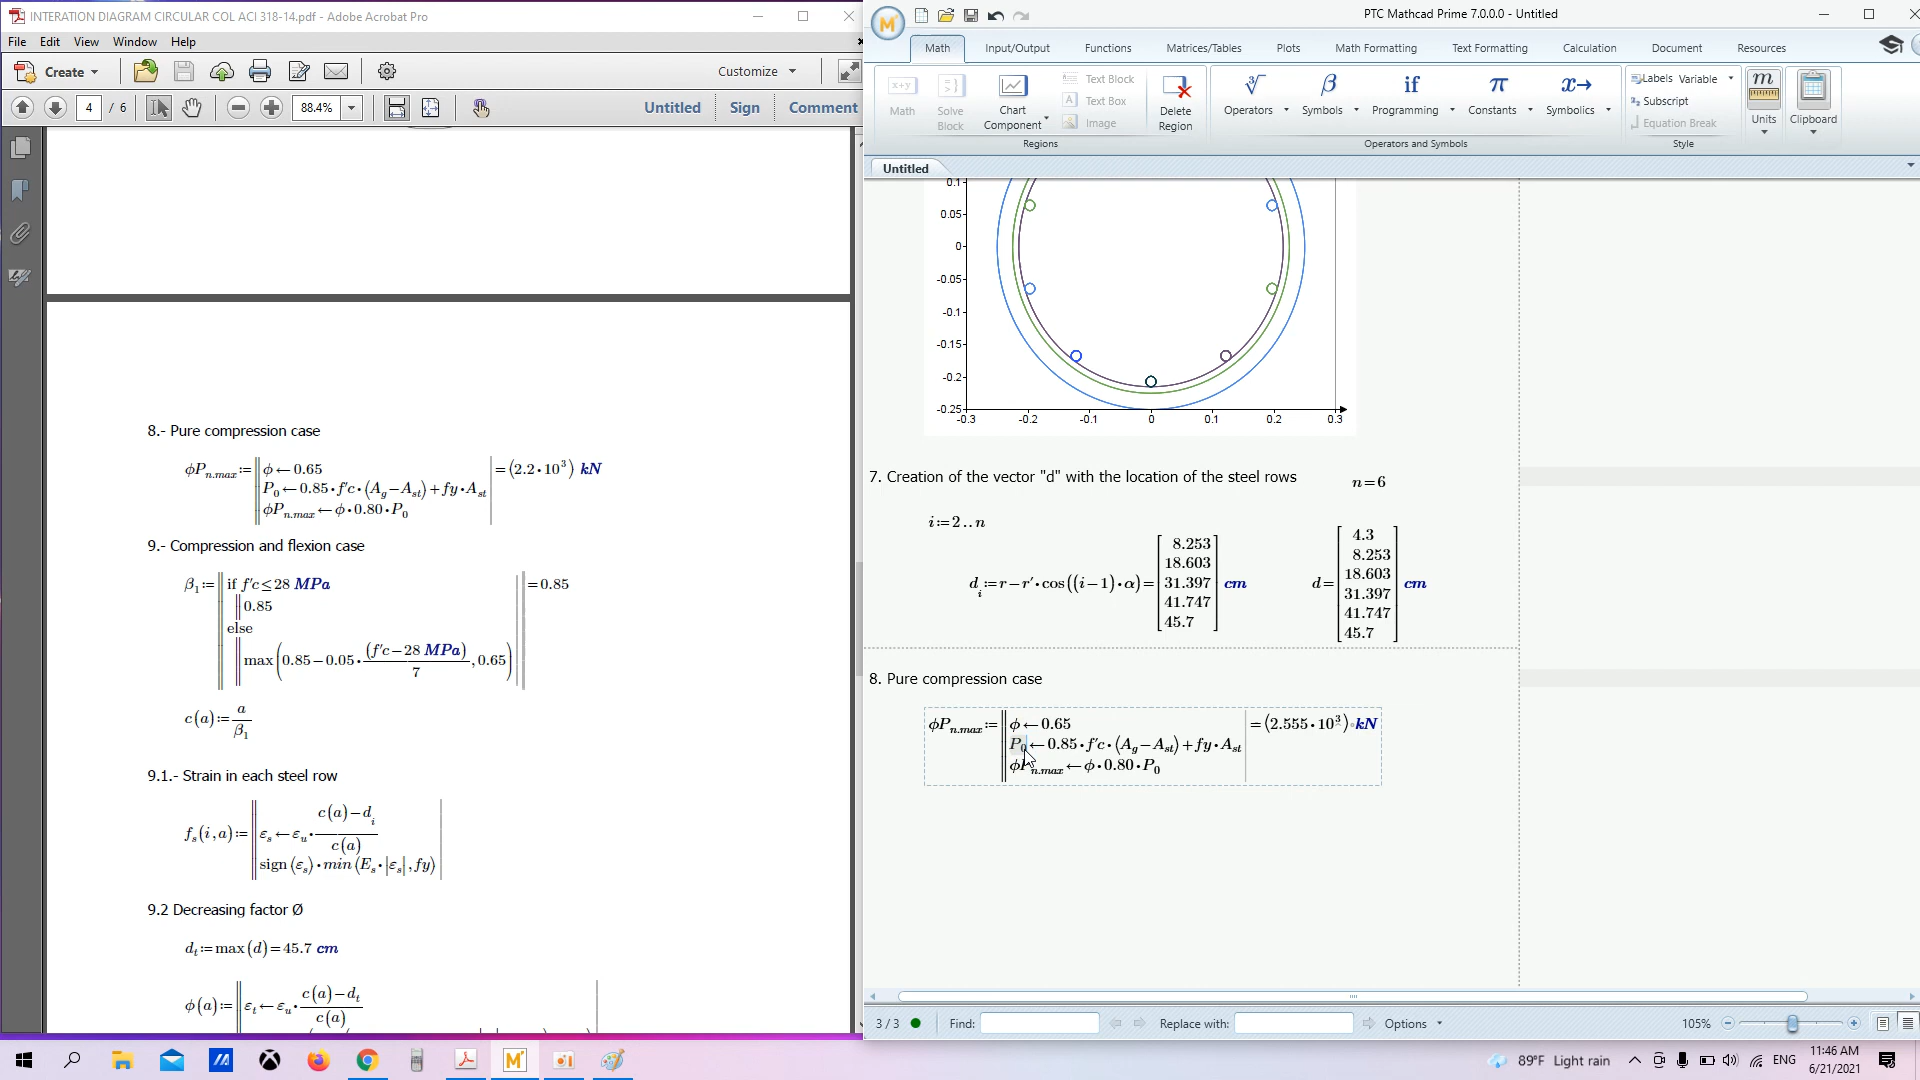 INTERATION DIAGRAM CIRCULAR COL ACI 318-14.pdf - Adobe Acrobat Pro
File Edit View Window Help
Create
Customize
4 / 6
88.4%
Untitled Sign Comment
8.- Pure compression case
ϕP_n.max := ϕ ← 0.65
P_0 ← 0.85 • f'c • (A_g − A_st) + fy • A_st
ϕP_n.max ← ϕ • 0.80 • P_0
= (2.2 • 10^3) kN
9.- Compression and flexion case
β_1 := if f'c ≤ 28 MPa
0.85
else
max(0.85 − 0.05 • (f'c − 28 MPa)/7, 0.65)
= 0.85
c(a) := a/β_1
9.1.- Strain in each steel row
f_s(i, a) := ε_s ← ε_u • (c(a) − d_i)/c(a)
sign(ε_s) • min(E_s • |ε_s|, fy)
9.2 Decreasing factor Ø
d_t := max(d) = 45.7 cm
ϕ(a) := ε_t ← ε_u • (c(a) − d_t)/c(a)
PTC Mathcad Prime 7.0.0.0 - Untitled
Math Input/Output Functions Matrices/Tables Plots Math Formatting Text Formatting Calculation Document Resources
Math
Solve Block
Chart Component
Text Block
Text Box
Image
Delete Region
Regions
Operators Symbols Programming Constants Symbolics
Operators and Symbols
Labels Variable
Subscript
Equation Break
Style
Units
Clipboard
Untitled
0.1
0.05
0
-0.05
-0.1
-0.15
-0.2
-0.25
-0.3 -0.2 -0.1 0 0.1 0.2 0.3
7. Creation of the vector "d" with the location of the steel rows
n = 6
i := 2 .. n
d_i := r − r' • cos((i − 1) • α) = [8.253 18.603 31.397 41.747 45.7] cm
d = [4.3 8.253 18.603 31.397 41.747 45.7] cm
8. Pure compression case
ϕP_n.max := ϕ ← 0.65
P_0 ← 0.85 • f'c • (A_g − A_st) + fy • A_st
ϕP_n.max ← ϕ • 0.80 • P_0
= (2.555 • 10^3) kN
3 / 3
Find:
Replace with:
Options
105%
89°F Light rain
ENG
11:46 AM
6/21/2021